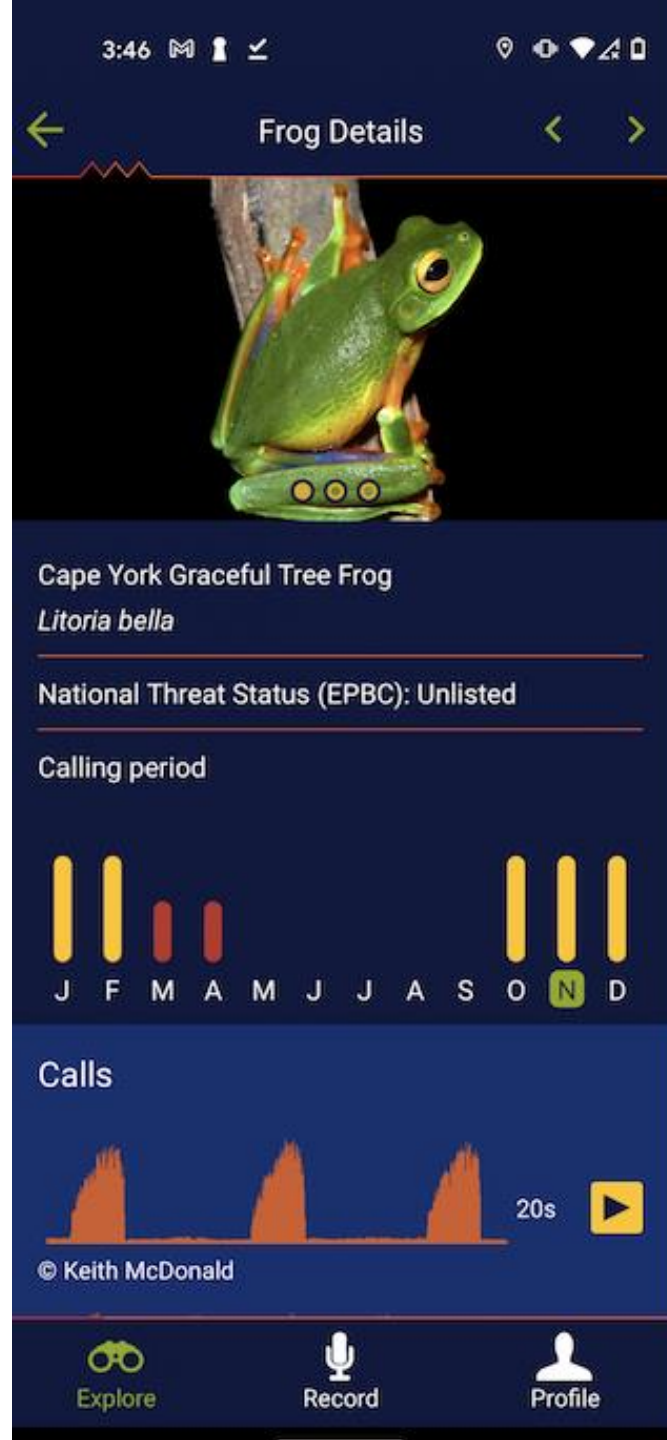 3:46
Frog Details
Cape York Graceful Tree Frog
Litoria bella
National Threat Status (EPBC): Unlisted
Calling period
J F M A M J J A S O N D
Calls
20s
© Keith McDonald
Explore Record Profile